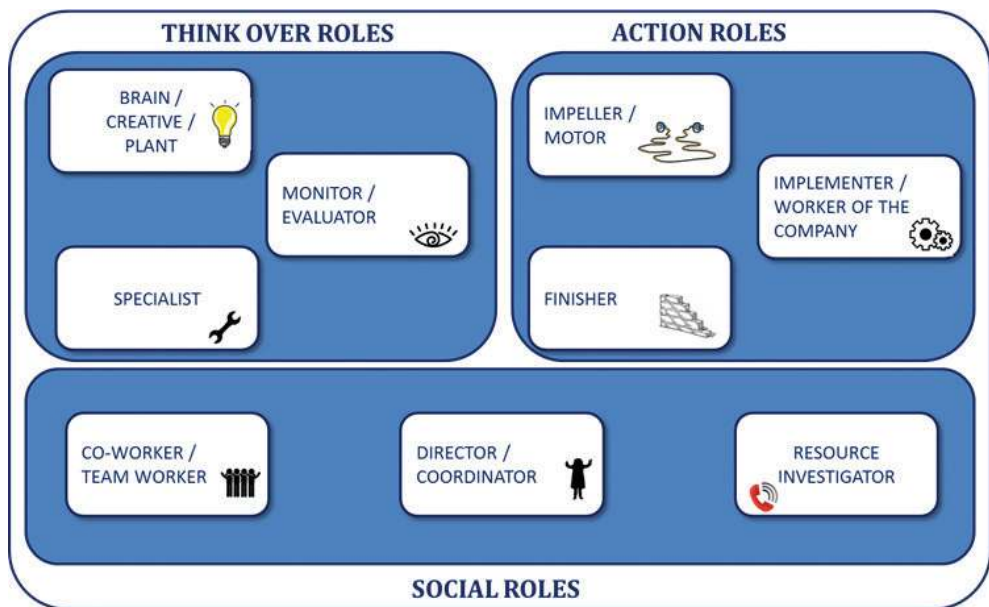 THINK OVER ROLES
BRAIN /
CREATIVE /
PLANT
MONITOR /
EVALUATOR
SPECIALIST
ACTION ROLES
IMPELLER /
MOTOR
IMPLEMENTER /
WORKER OF THE
COMPANY
FINISHER
CO-WORKER /
TEAM WORKER
DIRECTOR /
COORDINATOR
RESOURCE
INVESTIGATOR
SOCIAL ROLES